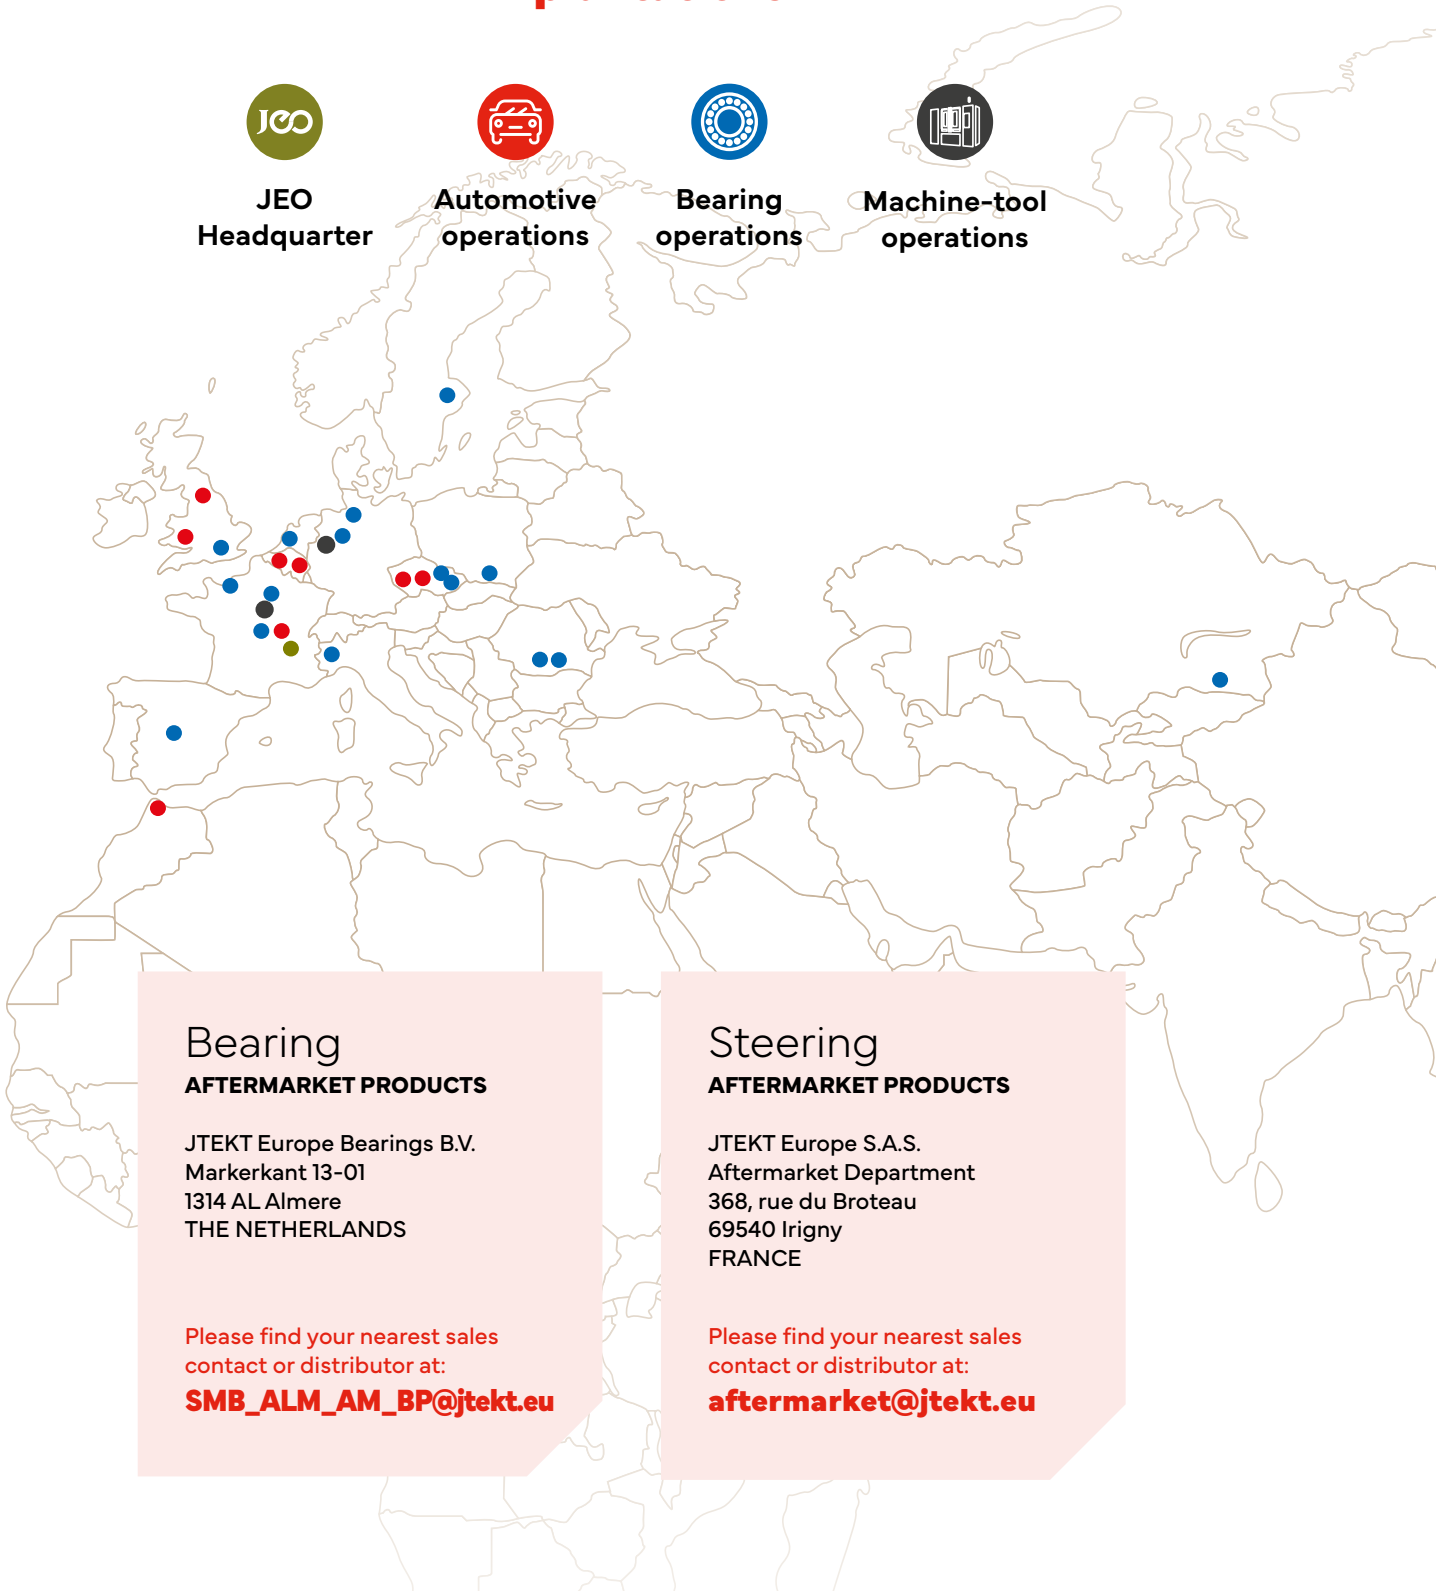 JEO
JEO
Headquarter
Automotive
operations
Bearing
operations
Machine-tool
operations
Bearing
AFTERMARKET PRODUCTS
JTEKT Europe Bearings B.V.
Markerkant 13-01
1314 AL Almere
THE NETHERLANDS
Please find your nearest sales
contact or distributor at:
SMB_ALM_AM_BP@jtekt.eu
Steering
AFTERMARKET PRODUCTS
JTEKT Europe S.A.S.
Aftermarket Department
368, rue du Broteau
69540 Irigny
FRANCE
Please find your nearest sales
contact or distributor at:
aftermarket@jtekt.eu